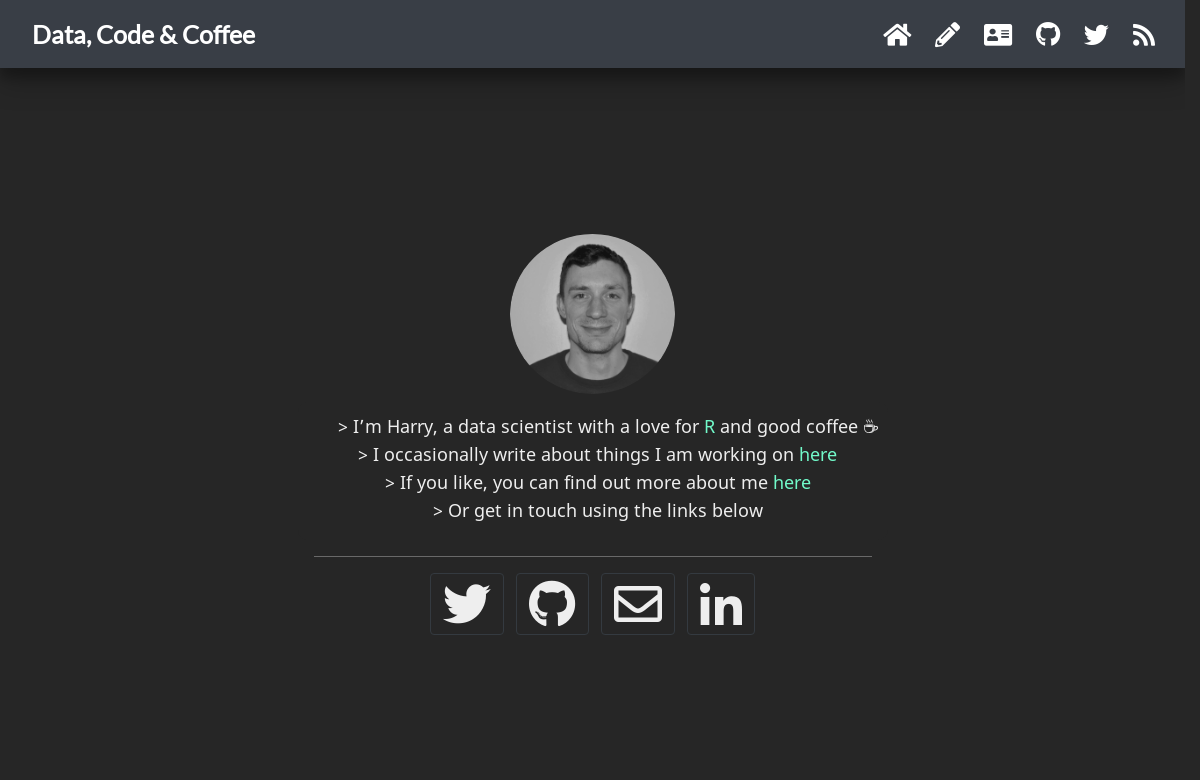 Data, Code & Coffee
> I’m Harry, a data scientist with a love for R and good coffee ☕
> I occasionally write about things I am working on here
> If you like, you can find out more about me here
> Or get in touch using the links below